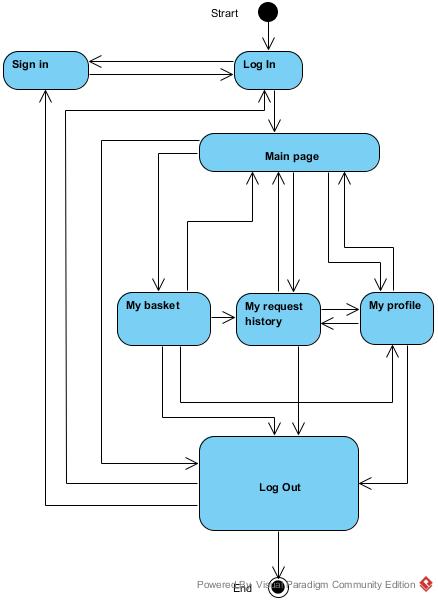 Strart
Sign in
Log In
Main page
My basket
My request
history
My profile
Log Out
Powered By Visual Paradigm Community Edition
End